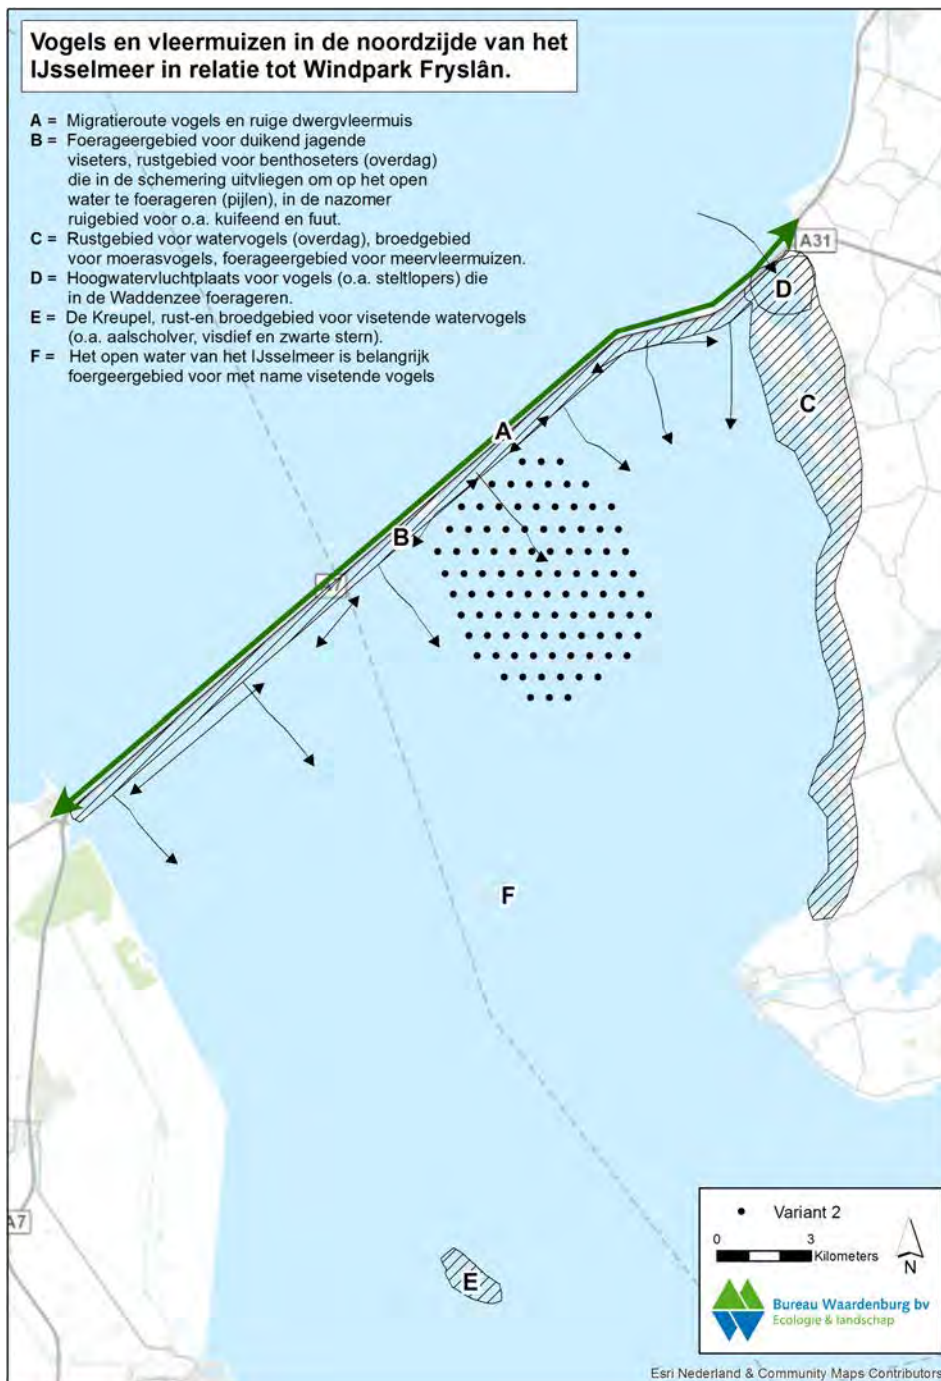 Vogels en vleermuizen in de noordzijde van het
IJsselmeer in relatie tot Windpark Fryslân.
A = Migratieroute vogels en ruige dwergvleermuis
B = Foerageergebied voor duikend jagende
viseters, rustgebied voor benthoseters (overdag)
die in de schemering uitvliegen om op het open
water te foerageren (pijlen), in de nazomer
ruigebied voor o.a. kuifeend en fuut.
C = Rustgebied voor watervogels (overdag), broedgebied
voor moerasvogels, foerageergebied voor meervleermuizen.
D = Hoogwatervluchtplaats voor vogels (o.a. steltlopers) die
in de Waddenzee foerageren.
E = De Kreupel, rust-en broedgebied voor visetende watervogels
(o.a. aalscholver, visdief en zwarte stern).
F = Het open water van het IJsselmeer is belangrijk
foergeergebied voor met name visetende vogels
A31
D
C
A
B
A7
F
E
A7
Variant 2
0 3
Kilometers
N
Bureau Waardenburg bv
Ecologie & landschap
Esri Nederland & Community Maps Contributors